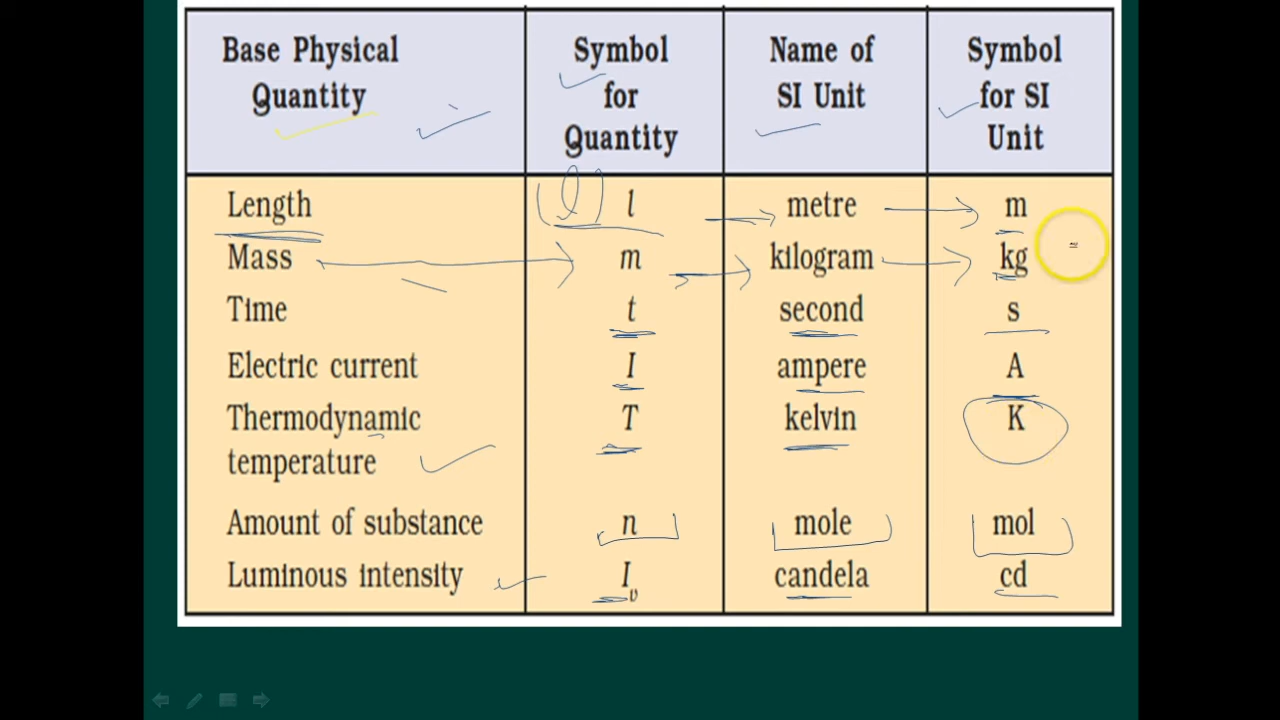 Base Physical Quantity
Symbol for Quantity
Name of SI Unit
Symbol for SI Unit
Length l l metre m
Mass m kilogram kg
Time t second s
Electric current I ampere A
Thermodynamic temperature T kelvin K
Amount of substance n mole mol
Luminous intensity Iv candela cd